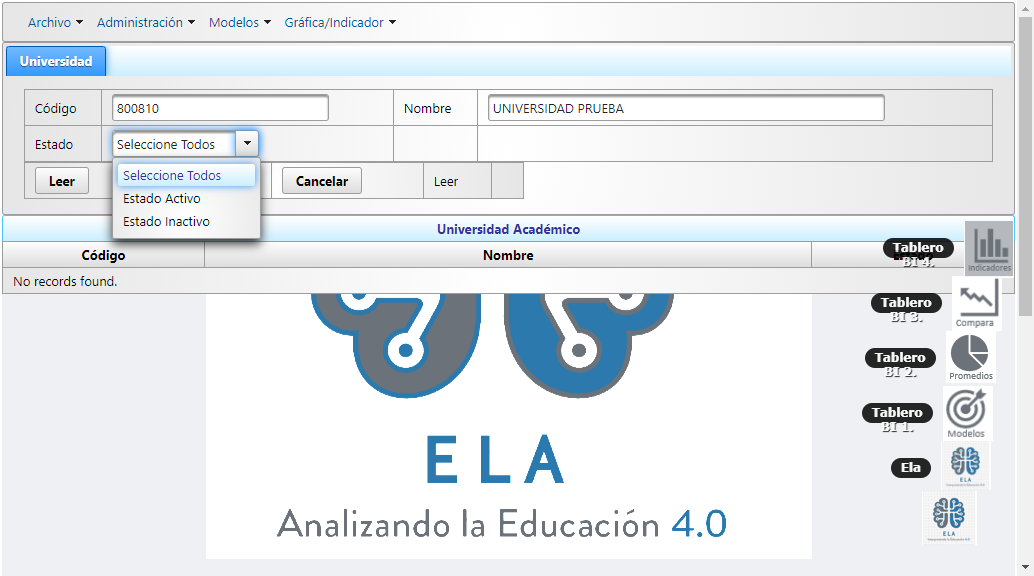 Archivo Administración Modelos Gráfica/Indicador
Universidad
Código 800810 Nombre UNIVERSIDAD PRUEBA
Estado Seleccione Todos
Seleccione Todos
Estado Activo
Estado Inactivo
Leer Cancelar Leer
Universidad Académico
Código Nombre
No records found.
Tablero
BI 4.
Indicadores
Tablero
BI 3.
Compara
Tablero
BI 2.
Promedios
Tablero
BI 1.
Modelos
Ela
ELA
ELA
ELA
Analizando la Educación 4.0